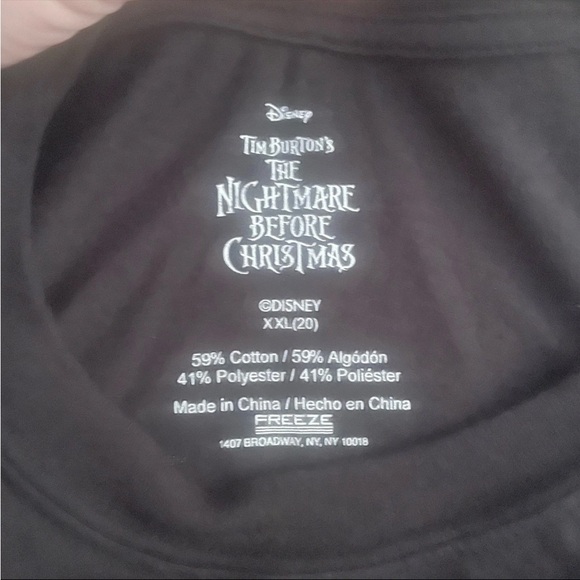 Disney
TIM BURTON'S
THE
NIGHTMARE
BEFORE
CHRISTMAS
©DISNEY
XXL(20)
59% Cotton / 59% Algódón
41% Polyester / 41% Poliéster
Made in China / Hecho en China
FREEZE
1407 BROADWAY, NY, NY 10018